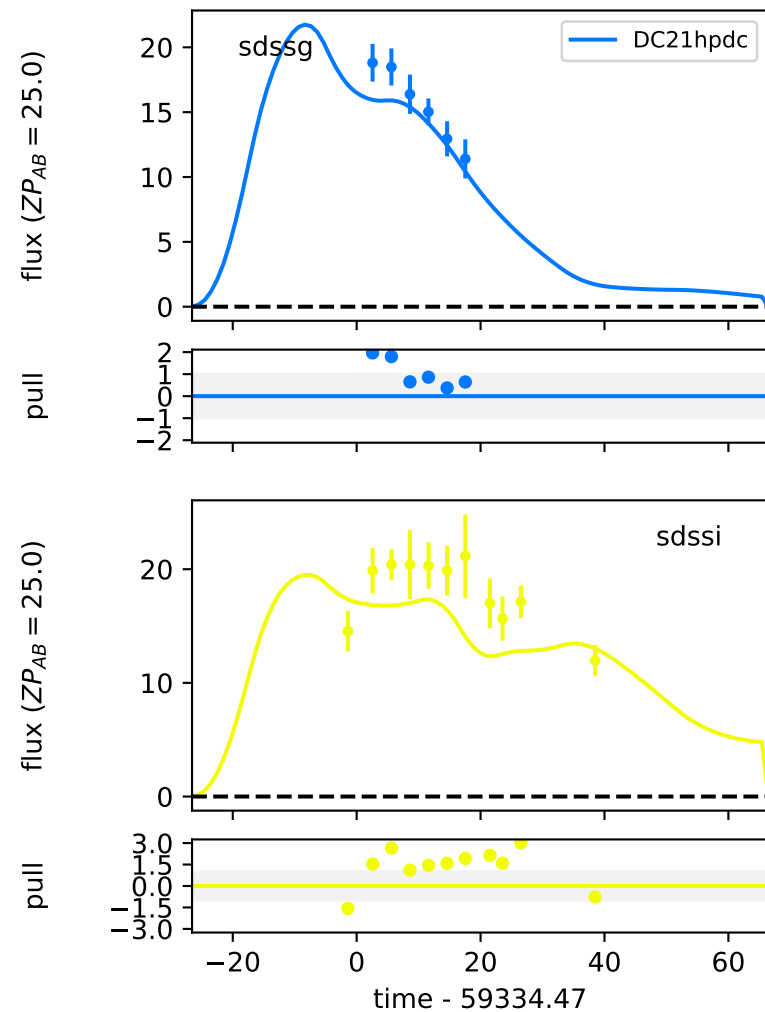 20
15
10
5
0
flux (ZP_AB = 25.0)
sdssg
DC21hpdc
2
1
0
−1
−2
pull
20
10
0
flux (ZP_AB = 25.0)
sdssi
3.0
1.5
0.0
−1.5
−3.0
pull
−20 0 20 40 60
time - 59334.47